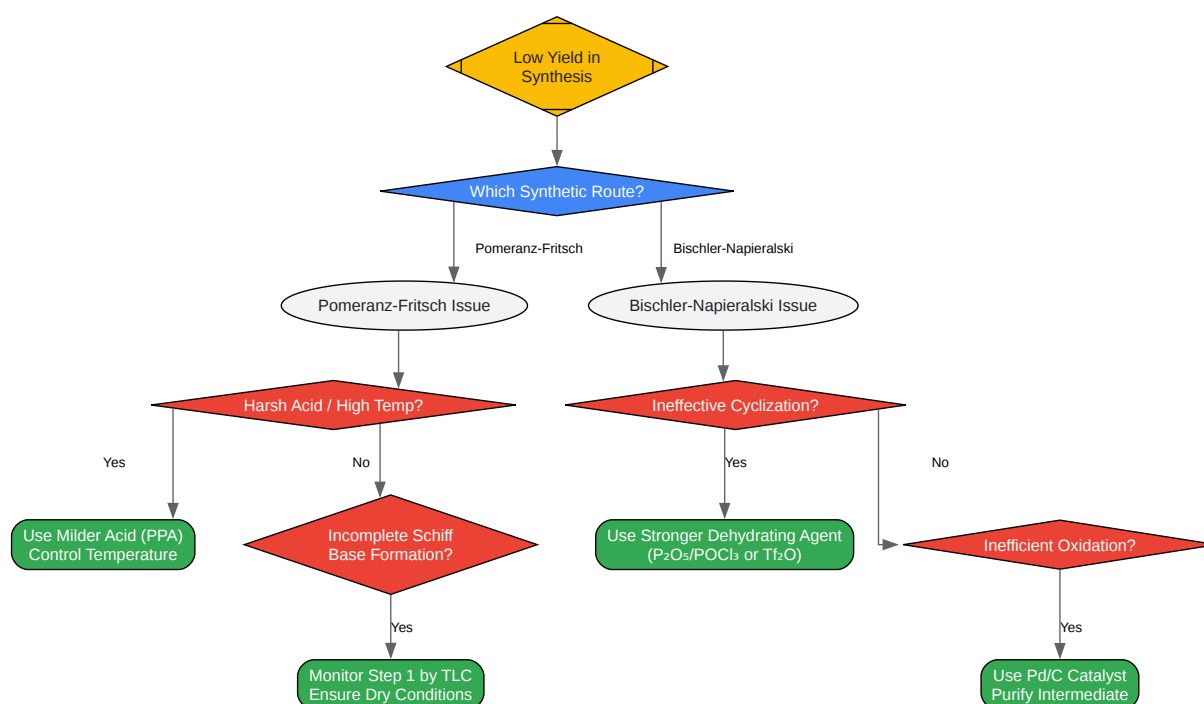 Low Yield in
Synthesis
Which Synthetic Route?
Pomeranz-Fritsch
Bischler-Napieralski
Pomeranz-Fritsch Issue
Bischler-Napieralski Issue
Harsh Acid / High Temp?
Ineffective Cyclization?
Yes
No
Yes
No
Use Milder Acid (PPA)
Control Temperature
Incomplete Schiff
Base Formation?
Use Stronger Dehydrating Agent
(P₂O₅/POCl₃ or Tf₂O)
Inefficient Oxidation?
Yes
Yes
Monitor Step 1 by TLC
Ensure Dry Conditions
Use Pd/C Catalyst
Purify Intermediate